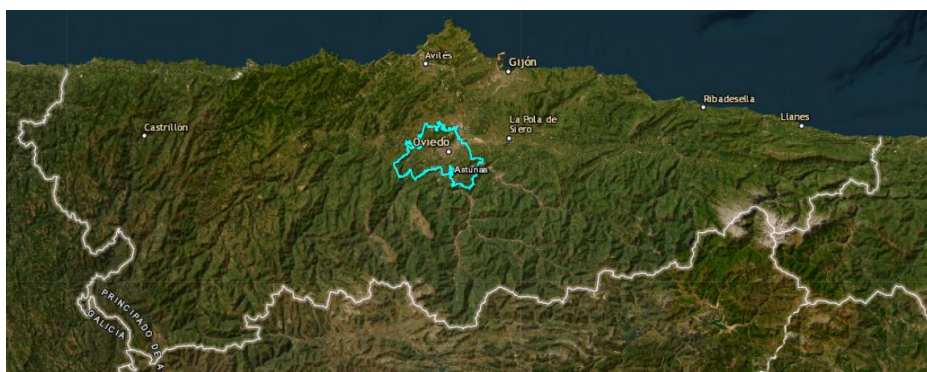 Avilés
Gijón
Ribadesella
Castrillón
La Pola de
Siero
Llanes
Oviedo
Asturias
PRINCIPADO DE A
GALICIA